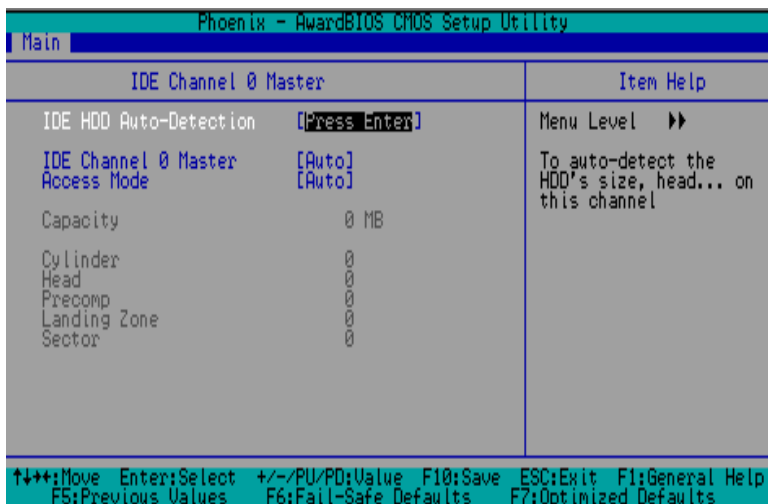 Phoenix - AwardBIOS CMOS Setup Utility
Main
IDE Channel 0 Master
Item Help
IDE HDD Auto-Detection [Press Enter]
Menu Level ▶▶
IDE Channel 0 Master [Auto]
To auto-detect the
Access Mode [Auto]
HDD's size, head... on
this channel
Capacity 0 MB
Cylinder 0
Head 0
Precomp 0
Landing Zone 0
Sector 0
↑↓→←:Move Enter:Select +/-/PU/PD:Value F10:Save ESC:Exit F1:General Help
F5:Previous Values F6:Fail-Safe Defaults F7:Optimized Defaults